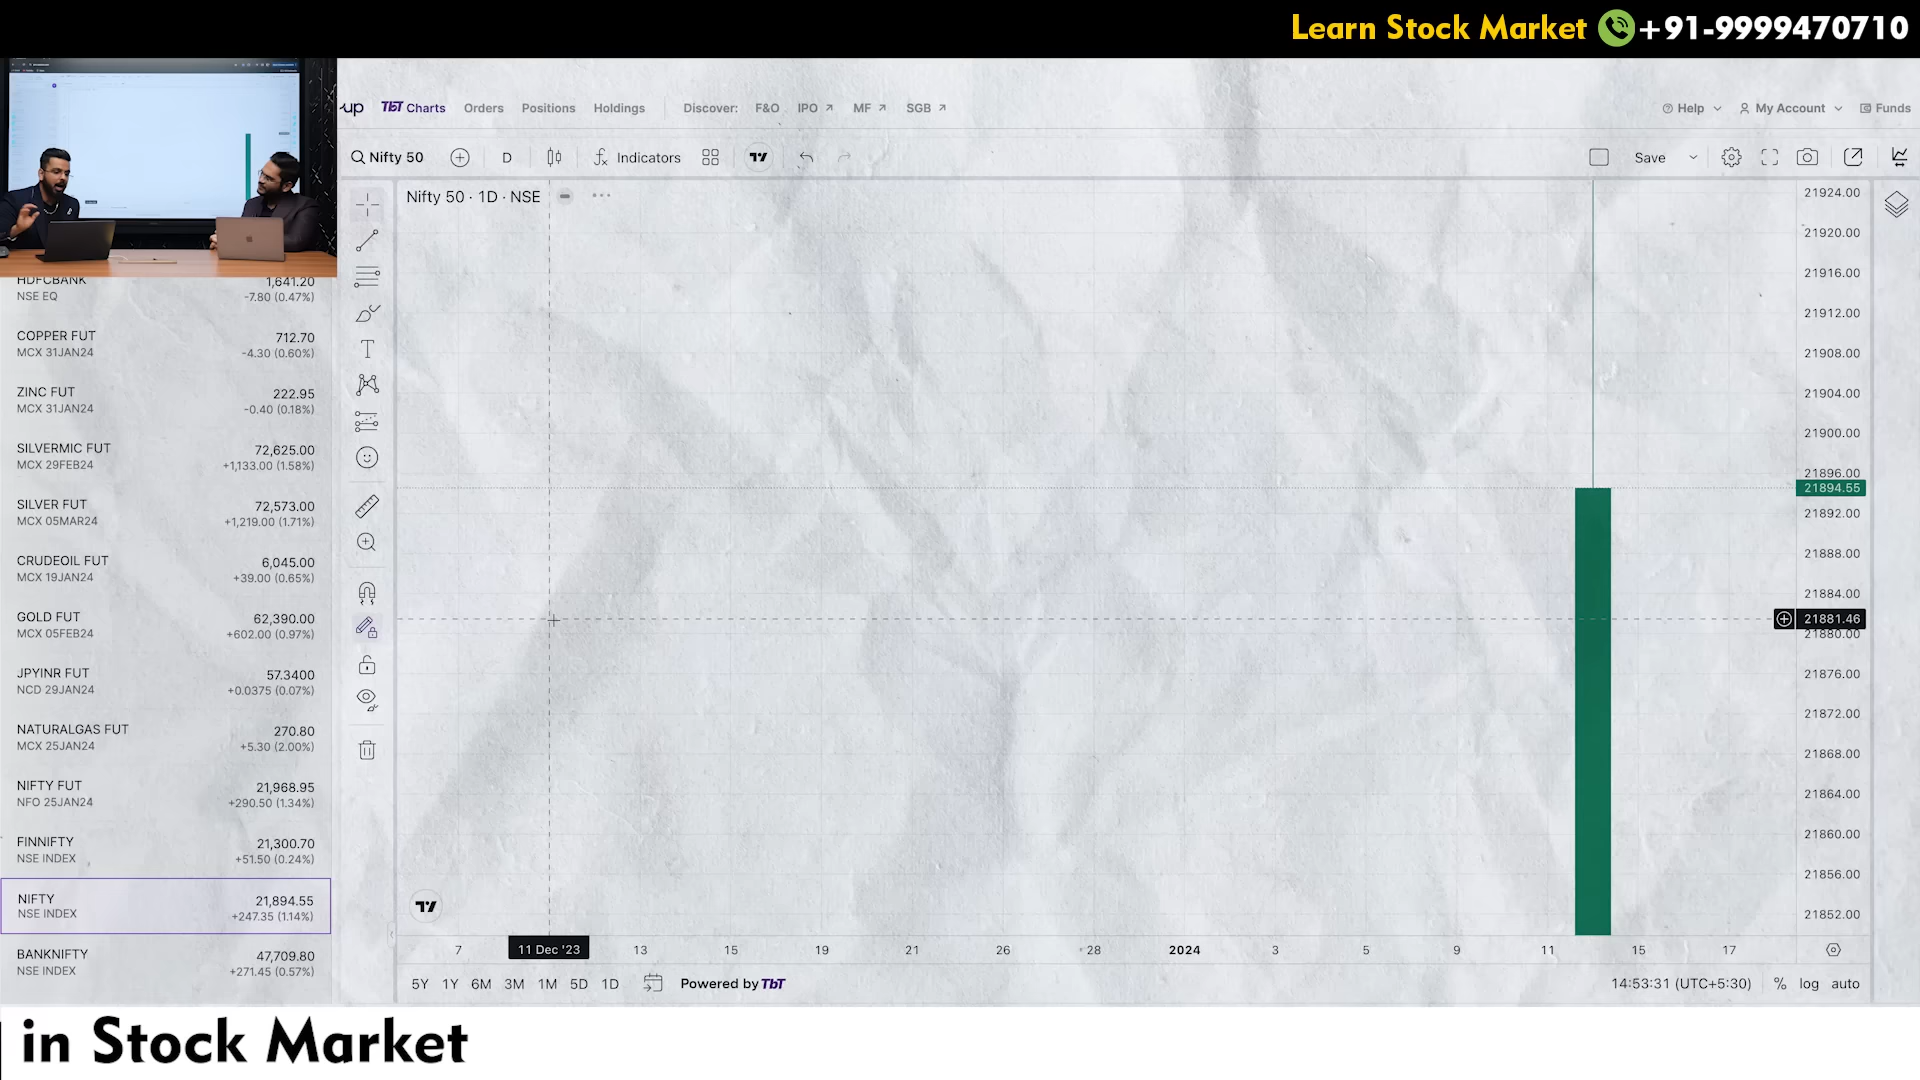 Learn Stock Market +91-9999470710
up TbT Charts Orders Positions Holdings Discover: F&O IPO MF SGB Help My Account Funds
Nifty 50 D Indicators Save
Nifty 50 · 1D · NSE
HDFCBANK 1,641.20
NSE EQ -7.80 (0.47%)
COPPER FUT 712.70
MCX 31JAN24 -4.30 (0.60%)
ZINC FUT 222.95
MCX 31JAN24 -0.40 (0.18%)
SILVERMIC FUT 72,625.00
MCX 29FEB24 +1,133.00 (1.58%)
SILVER FUT 72,573.00
MCX 05MAR24 +1,219.00 (1.71%)
CRUDEOIL FUT 6,045.00
MCX 19JAN24 +39.00 (0.65%)
GOLD FUT 62,390.00
MCX 05FEB24 +602.00 (0.97%)
JPYINR FUT 57.3400
NCD 29JAN24 +0.0375 (0.07%)
NATURALGAS FUT 270.80
MCX 25JAN24 +5.30 (2.00%)
NIFTY FUT 21,968.95
NFO 25JAN24 +290.50 (1.34%)
FINNIFTY 21,300.70
NSE INDEX +51.50 (0.24%)
NIFTY 21,894.55
NSE INDEX +247.35 (1.14%)
BANKNIFTY 47,709.80
NSE INDEX +271.45 (0.57%)
21924.00
21920.00
21916.00
21912.00
21908.00
21904.00
21900.00
21896.00
21894.55
21892.00
21888.00
21884.00
21881.46
21880.00
21876.00
21872.00
21868.00
21864.00
21860.00
21856.00
21852.00
7 11 Dec '23 13 15 19 21 26 28 2024 3 5 9 11 15 17
5Y 1Y 6M 3M 1M 5D 1D Powered by TbT 14:53:31 (UTC+5:30) % log auto
in Stock Market